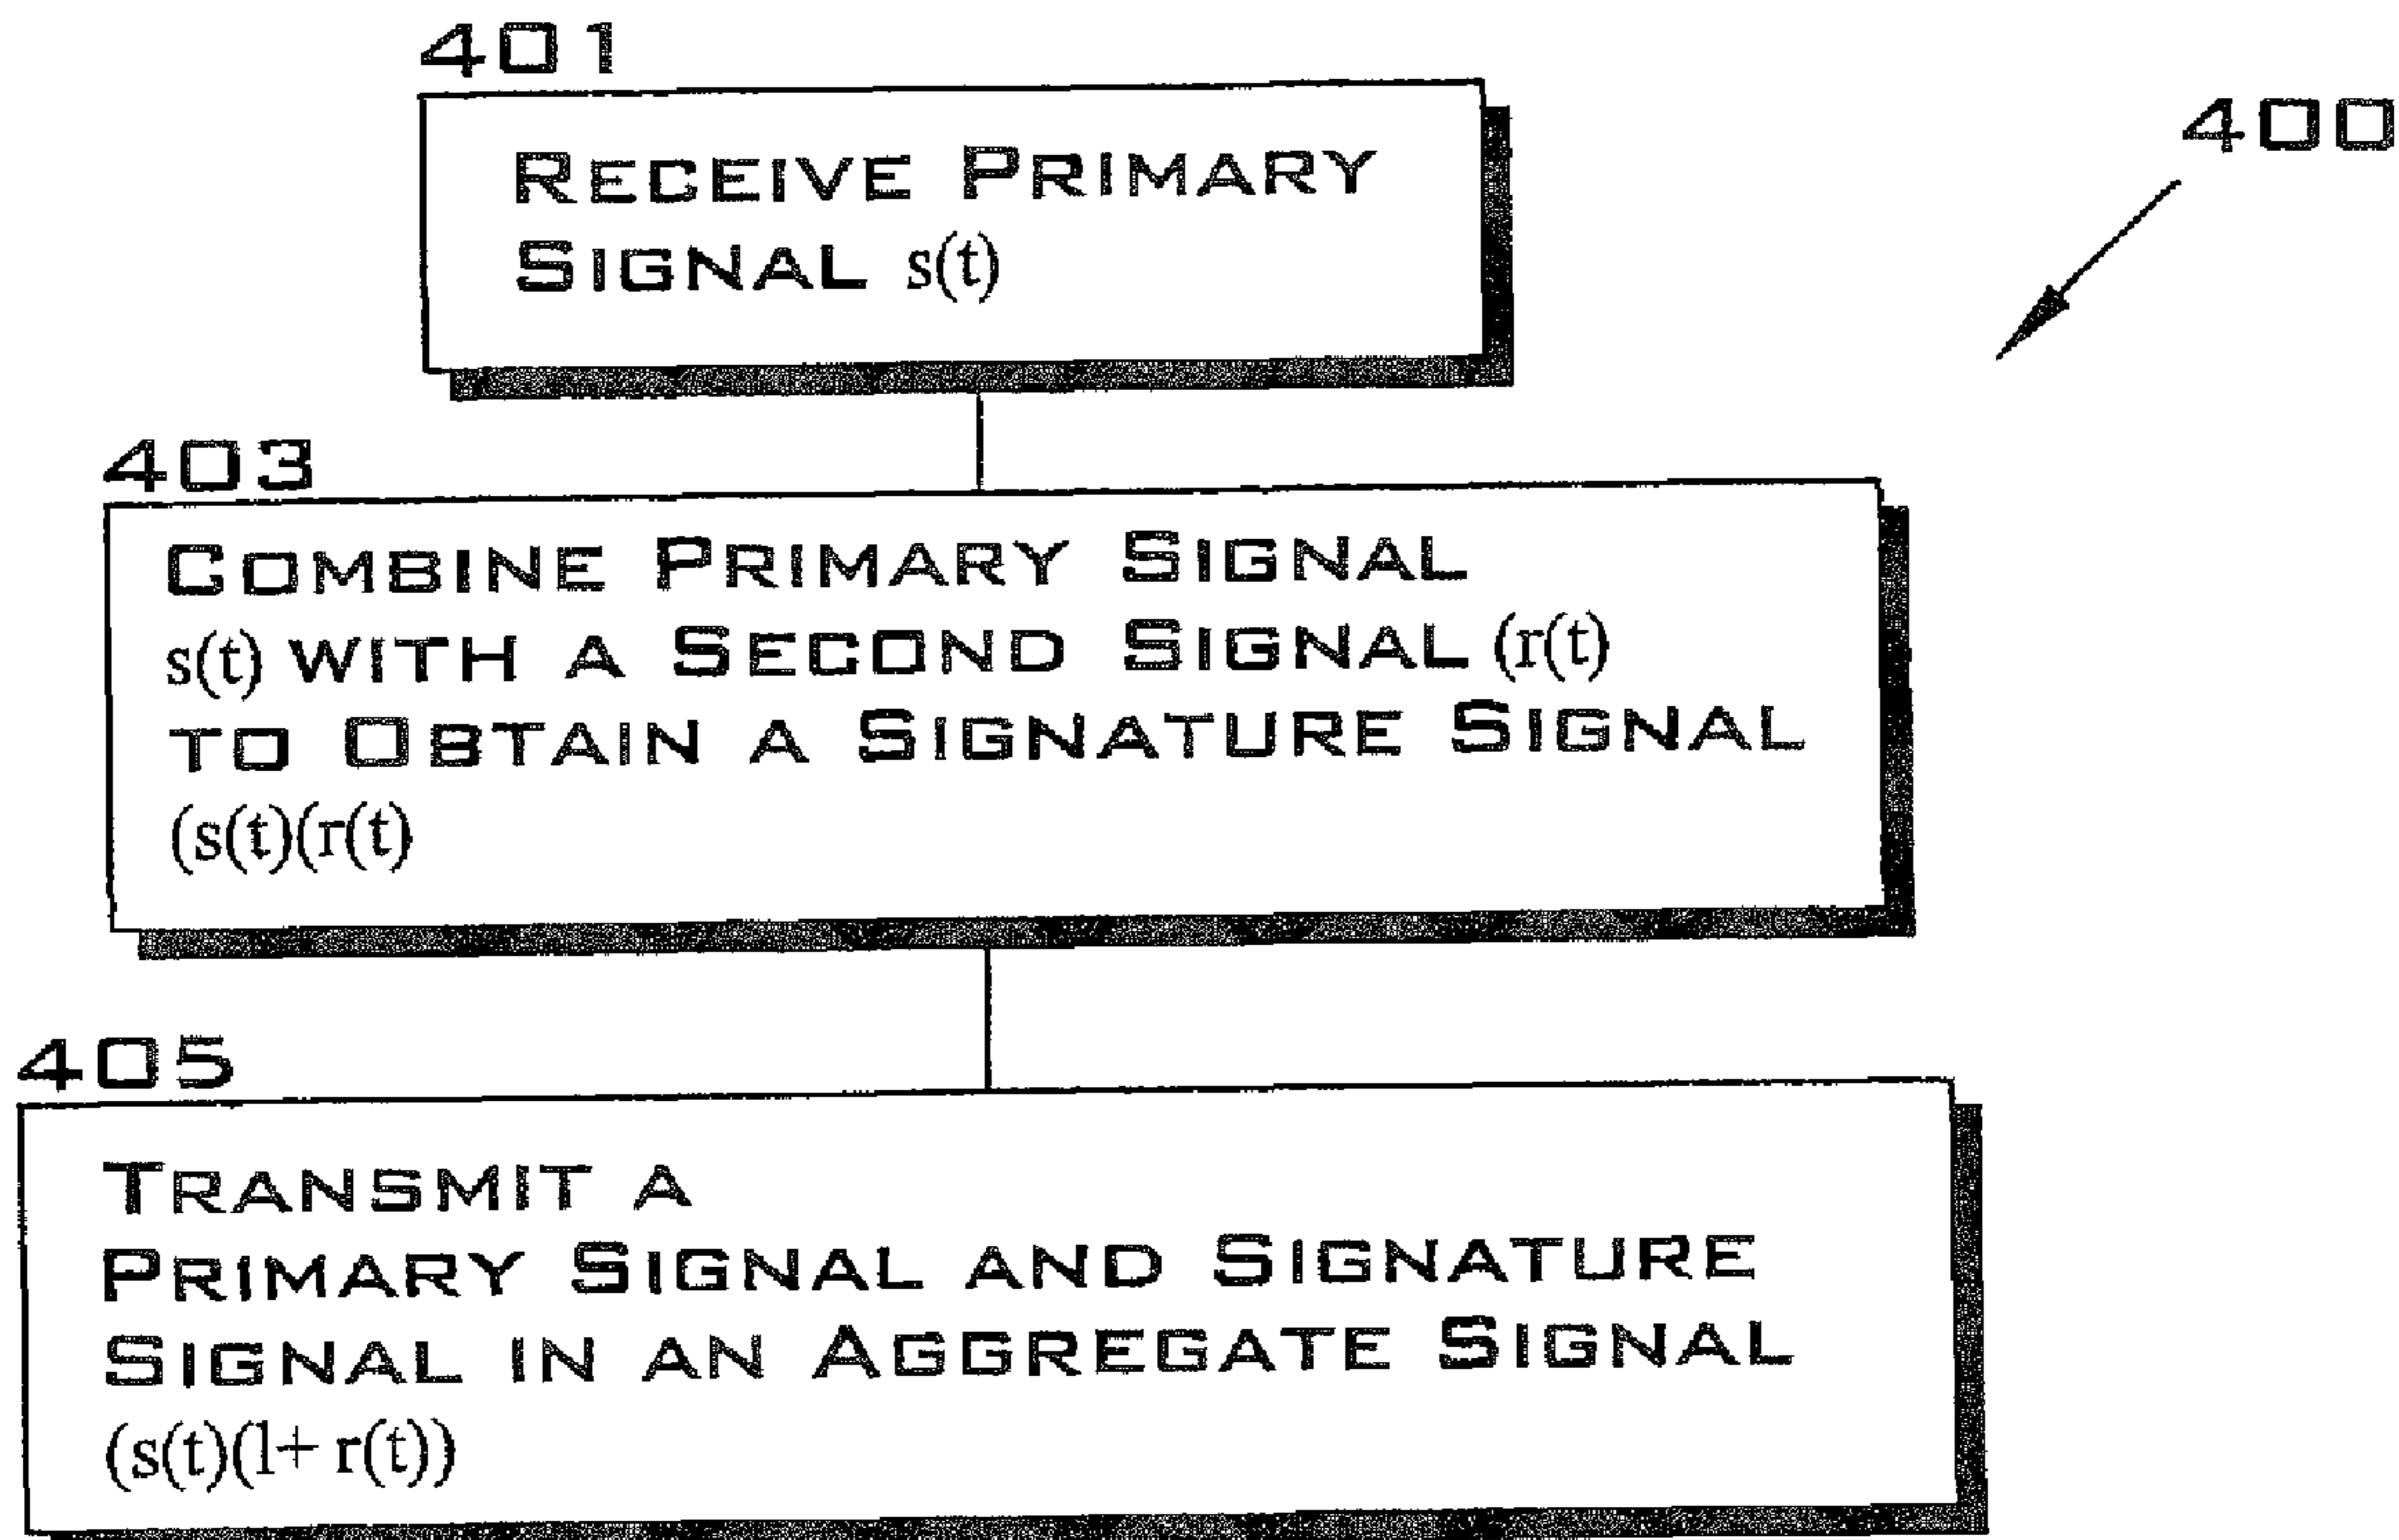 401
400
RECEIVE PRIMARY
SIGNAL s(t)
403
COMBINE PRIMARY SIGNAL
s(t) WITH A SECOND SIGNAL (r(t)
TO OBTAIN A SIGNATURE SIGNAL
(s(t)(r(t)
405
TRANSMIT A
PRIMARY SIGNAL AND SIGNATURE
SIGNAL IN AN AGGREGATE SIGNAL
(s(t)(l+ r(t))